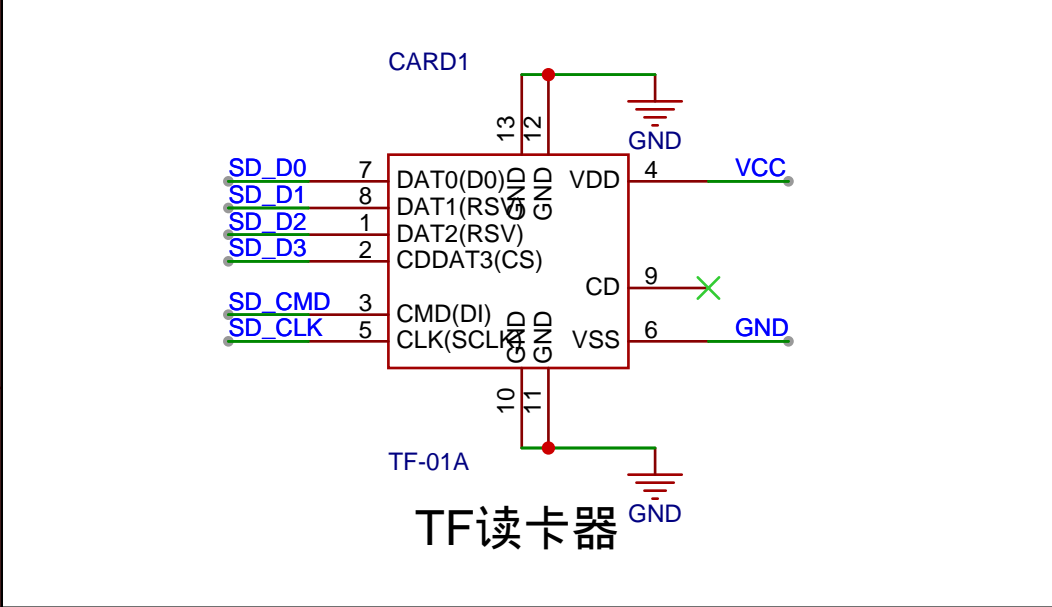 CARD1
13
12
GND
SD_D0
7
DAT0(D0)
GND
GND
VDD
4
VCC
SD_D1
8
DAT1(RSV)
SD_D2
1
DAT2(RSV)
SD_D3
2
CDDAT3(CS)
CD
9
SD_CMD
3
CMD(DI)
SD_CLK
5
CLK(SCLK)
GND
GND
VSS
6
GND
10
11
TF-01A
GND
TF读卡器